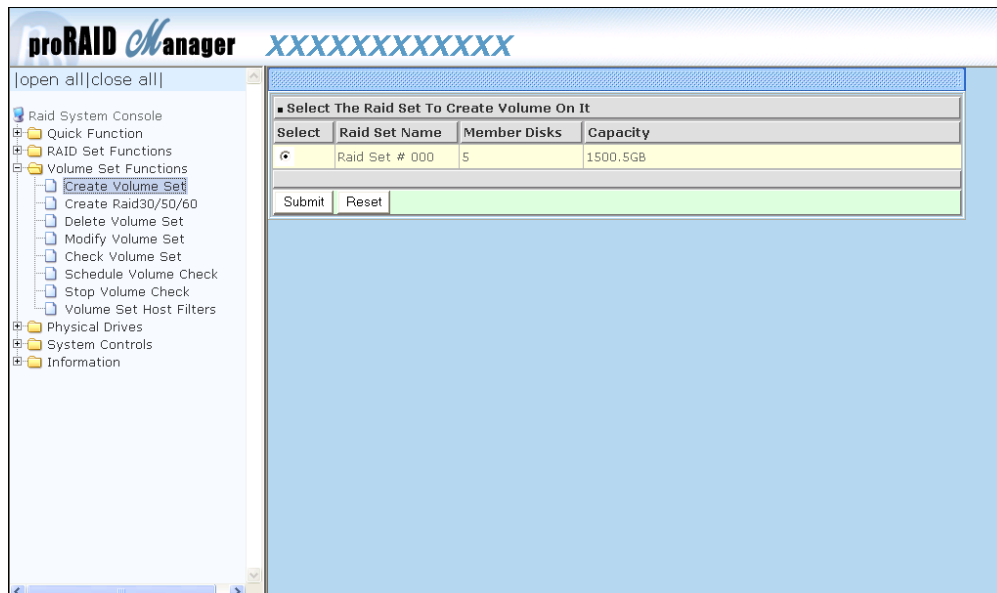 proRAID Manager XXXXXXXXXXXX
|open all|close all|
Raid System Console
Quick Function
RAID Set Functions
Volume Set Functions
Create Volume Set
Create Raid30/50/60
Delete Volume Set
Modify Volume Set
Check Volume Set
Schedule Volume Check
Stop Volume Check
Volume Set Host Filters
Physical Drives
System Controls
Information
Select The Raid Set To Create Volume On It
Select Raid Set Name Member Disks Capacity
Raid Set # 000 5 1500.5GB
Submit Reset